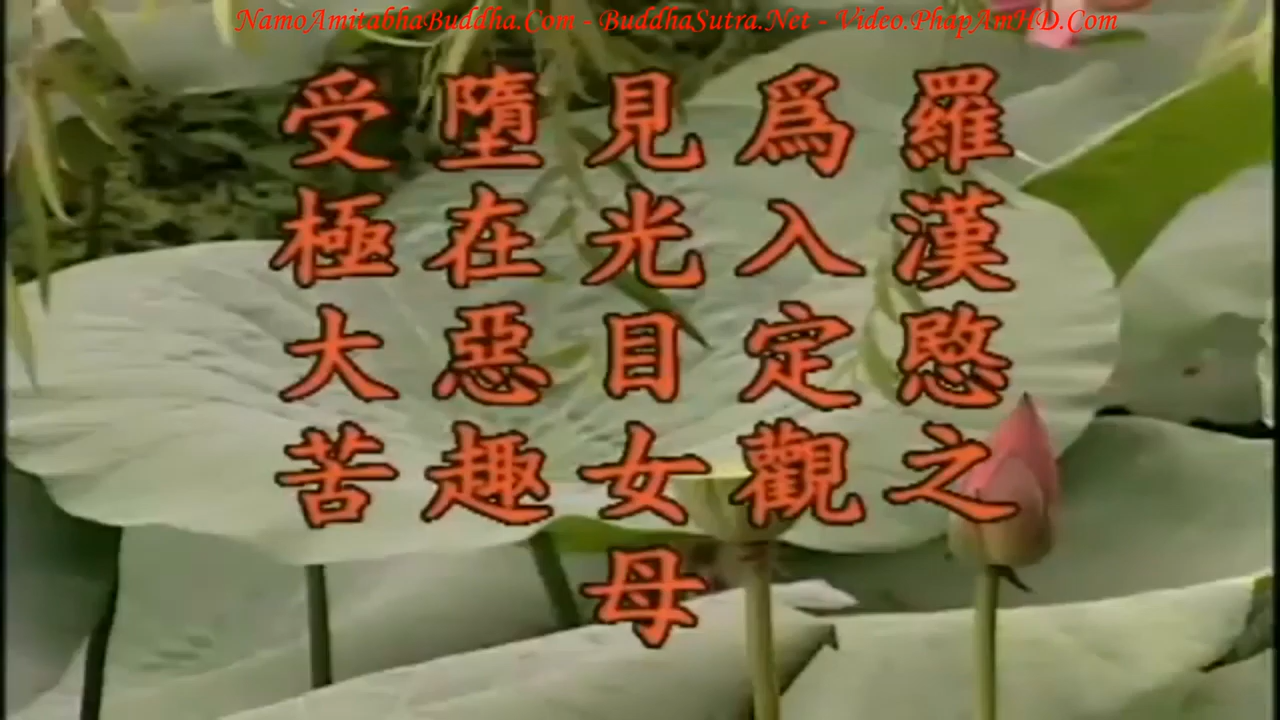 NamoAmitabhaBuddha.Com - BuddhaSutra.Net - Video.PhapAmHD.Com
羅漢愍之
爲入定觀
見光目女母
墮在惡趣
受極大苦